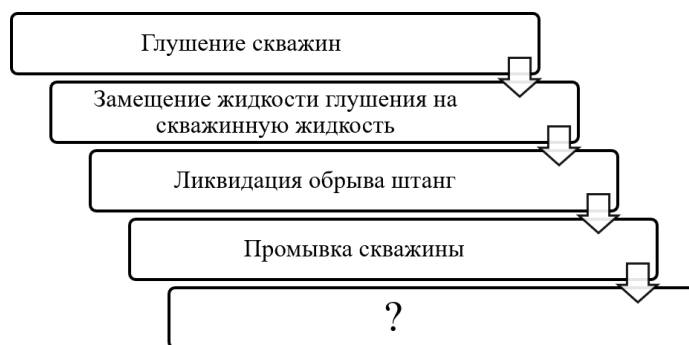 Глушение скважин
Замещение жидкости глушения на
скважинную жидкость
Ликвидация обрыва штанг
Промывка скважины
?